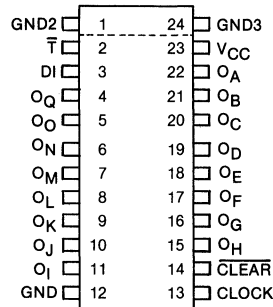 GND2 1 24 GND3
T̅ 2 23 VCC
DI 3 22 OA
OQ 4 21 OB
OO 5 20 OC
ON 6 19 OD
OM 7 18 OE
OL 8 17 OF
OK 9 16 OG
OJ 10 15 OH
OI 11 14 C̅L̅E̅A̅R̅
GND 12 13 CLOCK